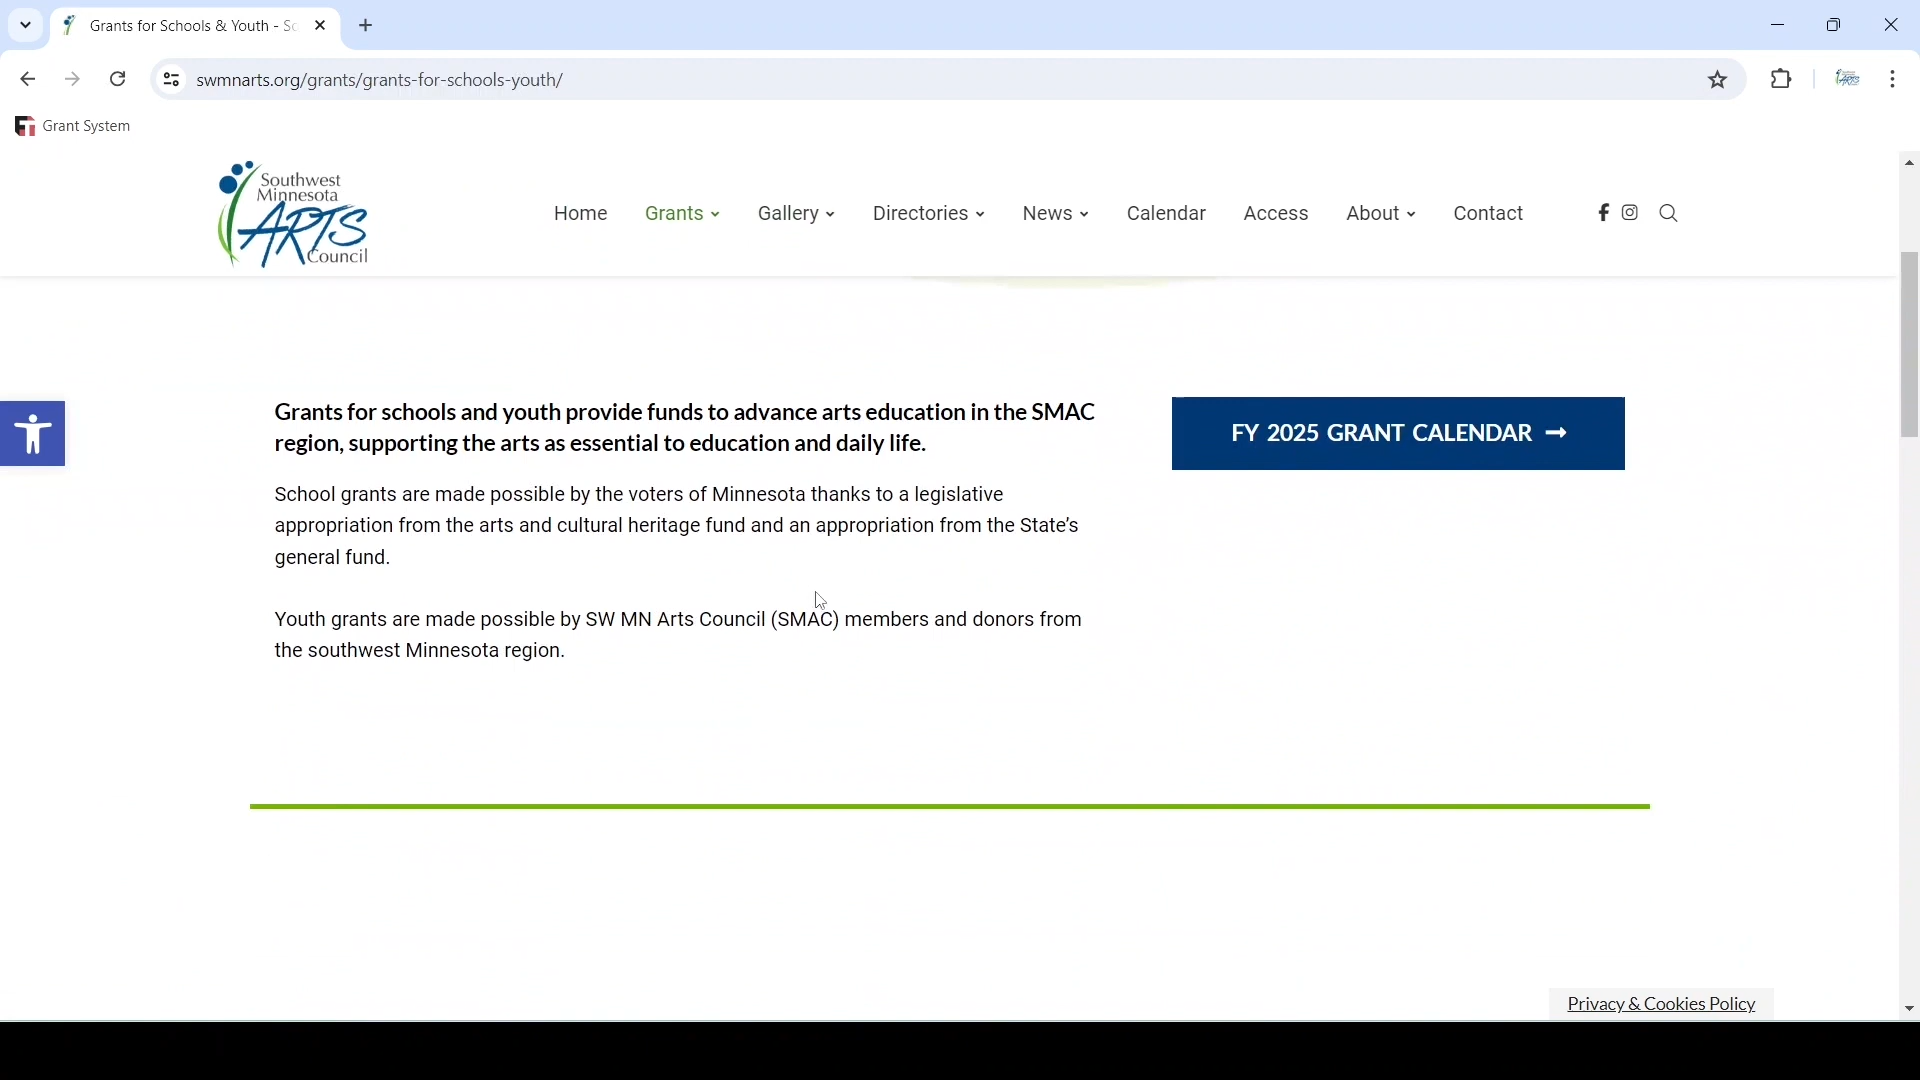 Grants for Schools & Youth - So
swmnarts.org/grants/grants-for-schools-youth/
Grant System
Southwest
Minnesota
ARTS
Council
Home
Grants
Gallery
Directories
News
Calendar
Access
About
Contact
Grants for schools and youth provide funds to advance arts education in the SMAC
region, supporting the arts as essential to education and daily life.
FY 2025 GRANT CALENDAR →
School grants are made possible by the voters of Minnesota thanks to a legislative
appropriation from the arts and cultural heritage fund and an appropriation from the State’s
general fund.
Youth grants are made possible by SW MN Arts Council (SMAC) members and donors from
the southwest Minnesota region.
Privacy & Cookies Policy